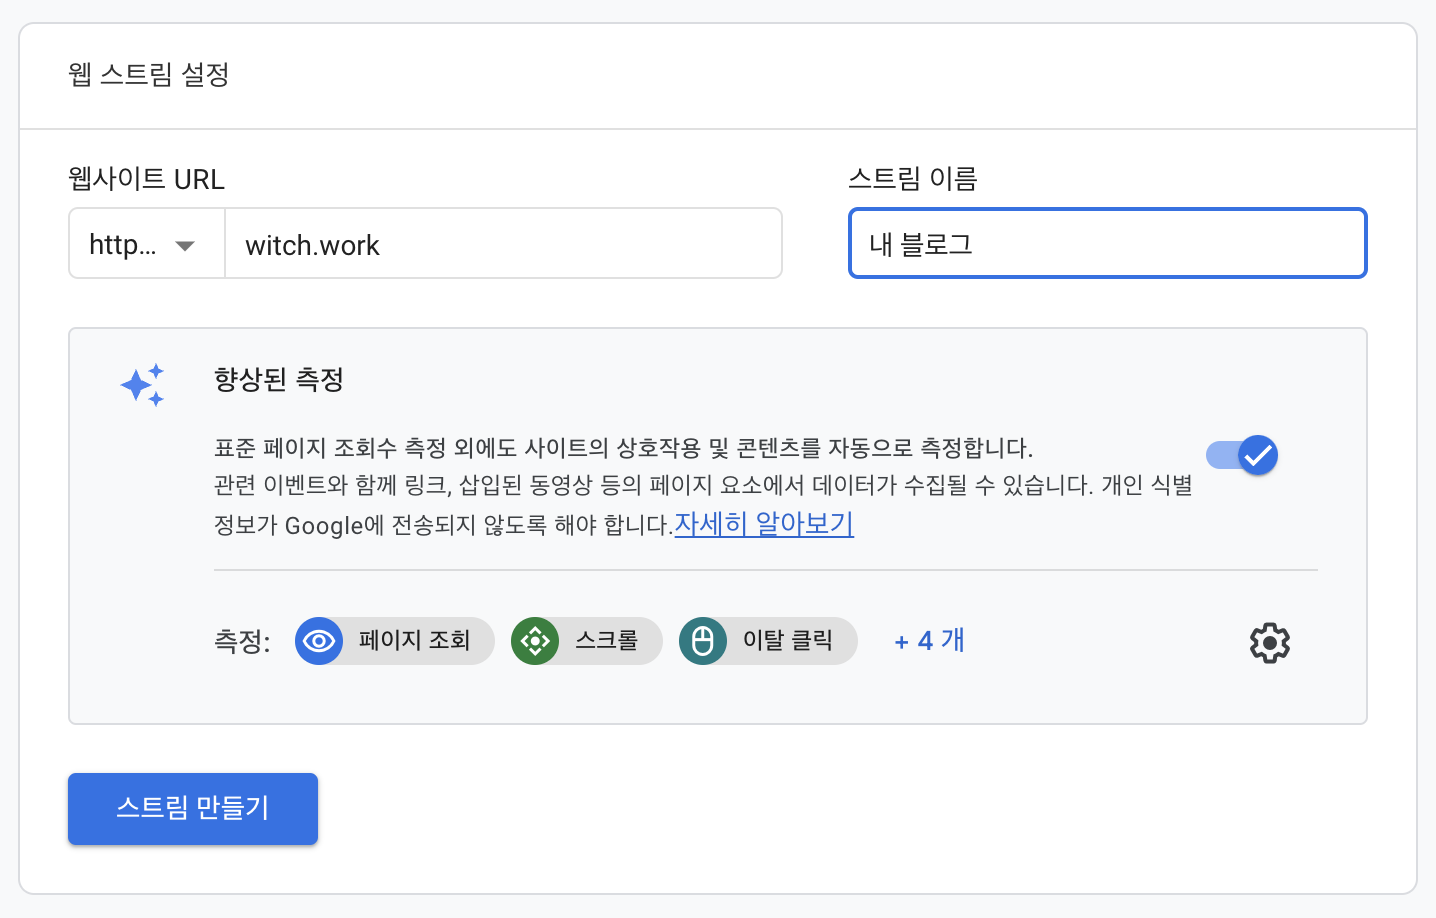 웹 스트림 설정
웹사이트 URL
스트림 이름
http...
witch.work
내 블로그
향상된 측정
표준 페이지 조회수 측정 외에도 사이트의 상호작용 및 콘텐츠를 자동으로 측정합니다.
관련 이벤트와 함께 링크, 삽입된 동영상 등의 페이지 요소에서 데이터가 수집될 수 있습니다. 개인 식별
정보가 Google에 전송되지 않도록 해야 합니다.자세히 알아보기
측정: 페이지 조회 스크롤 이탈 클릭 + 4 개
스트림 만들기